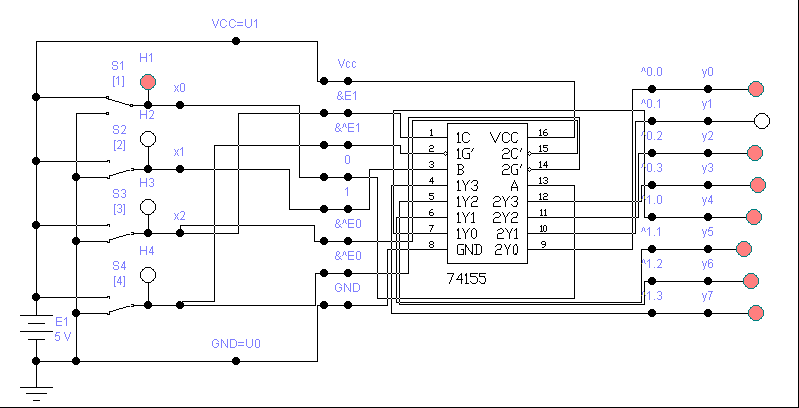 VCC=U1
S1
[1]
H1
x0
H2
S2
[2]
x1
H3
S3
[3]
x2
H4
S4
[4]
E1
5 V
GND=U0
Vcc
&E1
&^E1
0
1
&^E0
&^E0
GND
1 1C VCC 16
2 1G' 2C' 15
3 B 2G' 14
4 1Y3 A 13
5 1Y2 2Y3 12
6 1Y1 2Y2 11
7 1Y0 2Y1 10
8 GND 2Y0 9
74155
^0.0 y0
^0.1 y1
^0.2 y2
^0.3 y3
^1.0 y4
^1.1 y5
^1.2 y6
^1.3 y7